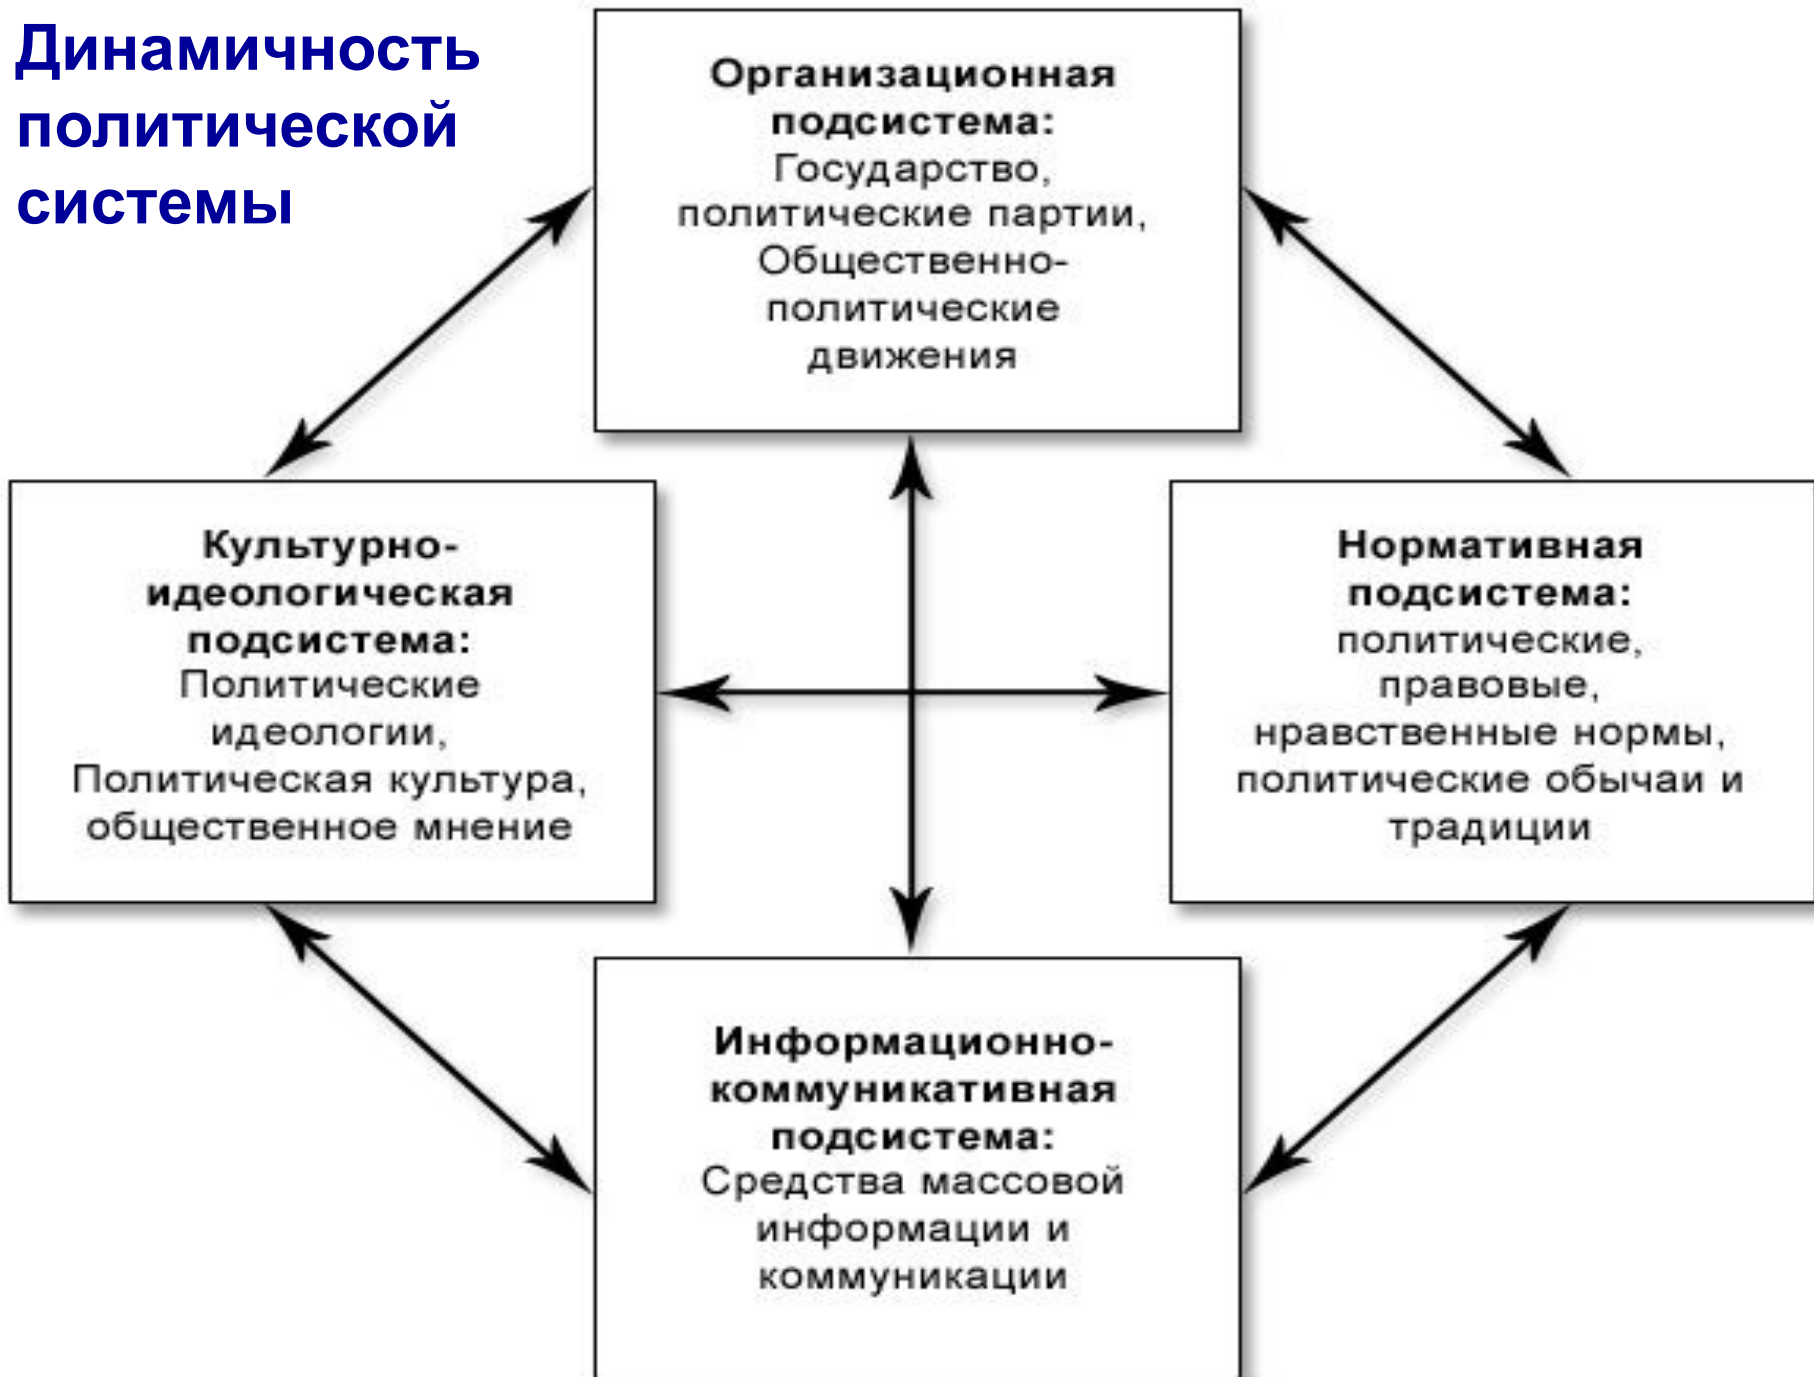 Динамичность
политической
системы
Организационная
подсистема:
Государство,
политические партии,
Общественно-
политические
движения
Культурно-
идеологическая
подсистема:
Политические
идеологии,
Политическая культура,
общественное мнение
Нормативная
подсистема:
политические,
правовые,
нравственные нормы,
политические обычаи и
традиции
Информационно-
коммуникативная
подсистема:
Средства массовой
информации и
коммуникации